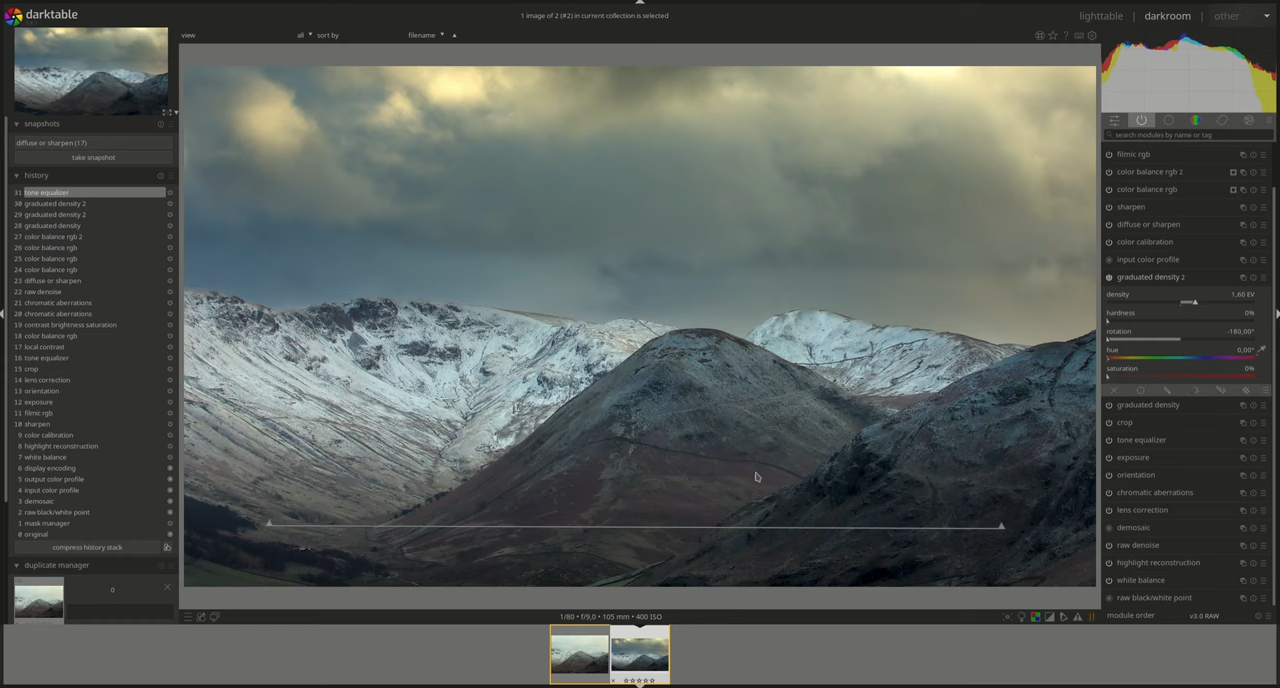 darktable
1 image of 2 (#2) in current collection is selected
lighttable | darkroom | other
view all sort by filename
snapshots
diffuse or sharpen (17)
take snapshot
history
31 tone equalizer
30 graduated density 2
29 graduated density 2
28 graduated density
27 color balance rgb 2
26 color balance rgb
25 color balance rgb
24 color balance rgb
23 diffuse or sharpen
22 raw denoise
21 chromatic aberrations
20 chromatic aberrations
19 contrast brightness saturation
18 color balance rgb
17 local contrast
16 tone equalizer
15 crop
14 lens correction
13 orientation
12 exposure
11 filmic rgb
10 sharpen
9 color calibration
8 highlight reconstruction
7 white balance
6 display encoding
5 output color profile
4 input color profile
3 demosaic
2 raw black/white point
1 mask manager
0 original
compress history stack
duplicate manager
0
1/80 • f/9,0 • 105 mm • 400 ISO
search modules by name or tag
filmic rgb
color balance rgb 2
color balance rgb
sharpen
diffuse or sharpen
color calibration
input color profile
graduated density 2
density 1,60 EV
hardness 0%
rotation -180,00°
hue 0,00°
saturation 0%
graduated density
crop
tone equalizer
exposure
orientation
chromatic aberrations
lens correction
demosaic
raw denoise
highlight reconstruction
white balance
raw black/white point
module order v3.0 RAW